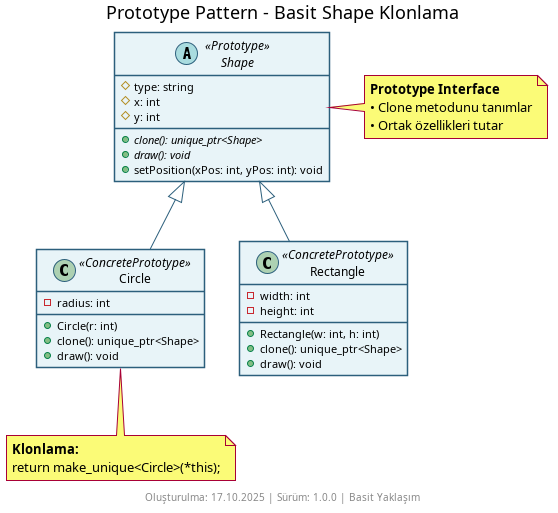 Prototype Pattern - Basit Shape Klonlama
A
«Prototype»
Shape
type: string
x: int
y: int
clone(): unique_ptr<Shape>
draw(): void
setPosition(xPos: int, yPos: int): void
Prototype Interface
• Clone metodunu tanımlar
• Ortak özellikleri tutar
C
«ConcretePrototype»
Circle
radius: int
Circle(r: int)
clone(): unique_ptr<Shape>
draw(): void
C
«ConcretePrototype»
Rectangle
width: int
height: int
Rectangle(w: int, h: int)
clone(): unique_ptr<Shape>
draw(): void
Klonlama:
return make_unique<Circle>(*this);
Oluşturulma: 17.10.2025 | Sürüm: 1.0.0 | Basit Yaklaşım